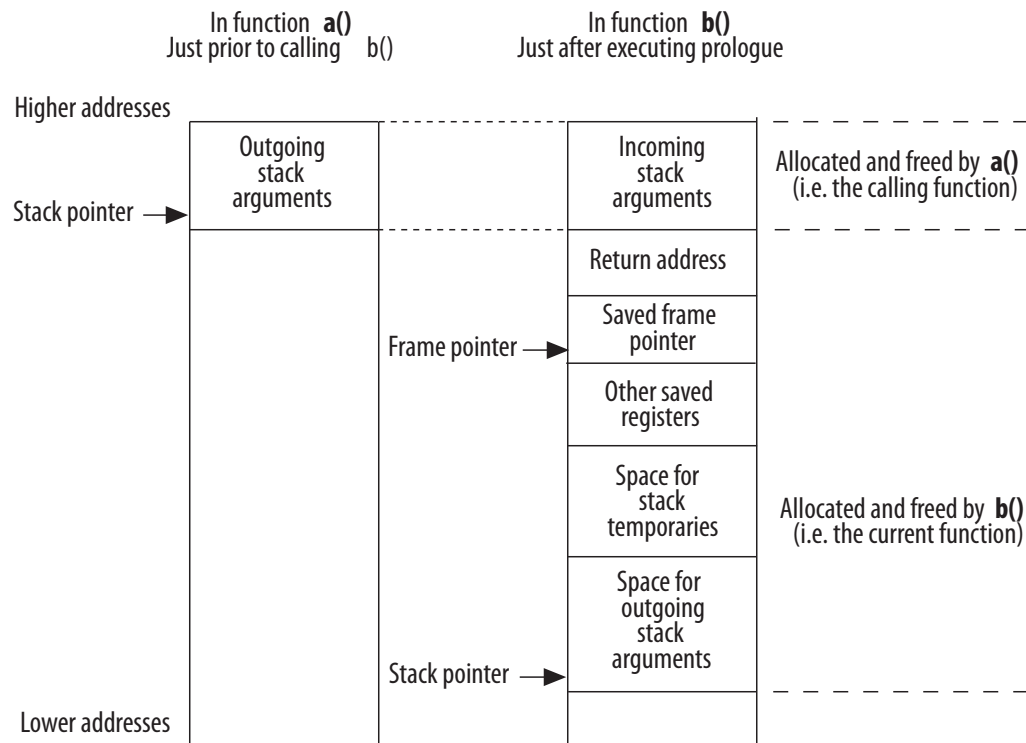 In function a()
Just prior to calling b()
In function b()
Just after executing prologue
Higher addresses
Outgoing
stack
arguments
Incoming
stack
arguments
Allocated and freed by a()
(i.e. the calling function)
Stack pointer
Return address
Saved frame
pointer
Frame pointer
Other saved
registers
Space for
stack
temporaries
Allocated and freed by b()
(i.e. the current function)
Space for
outgoing
stack
arguments
Stack pointer
Lower addresses